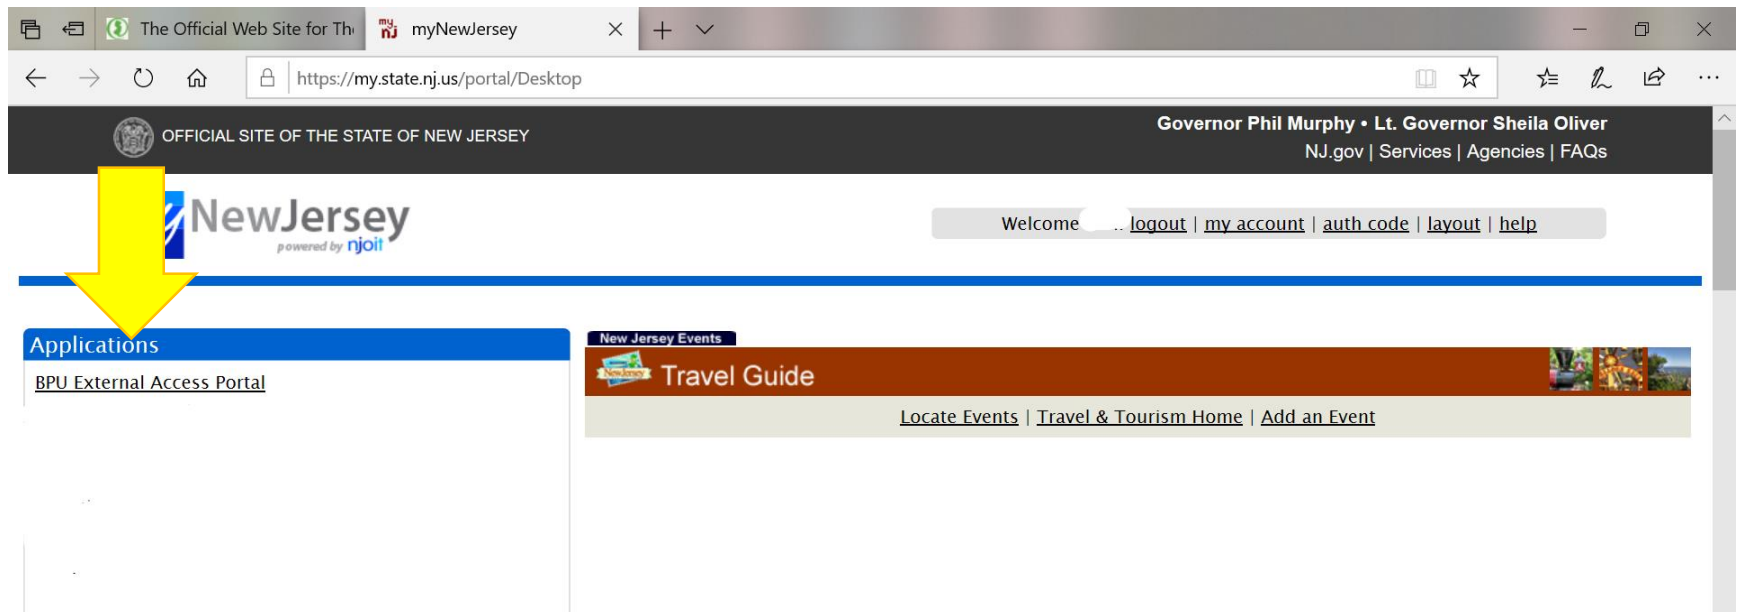 The Official Web Site for Th
myNewJersey
https://my.state.nj.us/portal/Desktop
OFFICIAL SITE OF THE STATE OF NEW JERSEY
Governor Phil Murphy • Lt. Governor Sheila Oliver
NJ.gov | Services | Agencies | FAQs
NewJersey
powered by njoit
Welcome logout | my account | auth code | layout | help
Applications
BPU External Access Portal
New Jersey Events
Travel Guide
Locate Events | Travel & Tourism Home | Add an Event